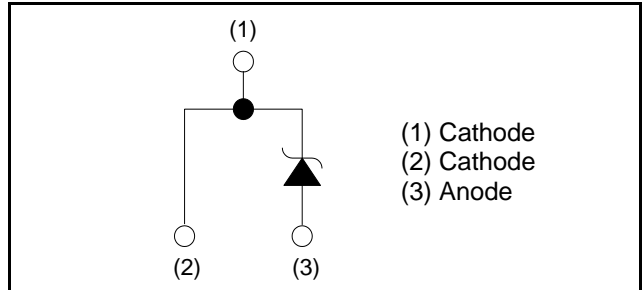 (1)
(1) Cathode
(2) Cathode
(3) Anode
(2) (3)